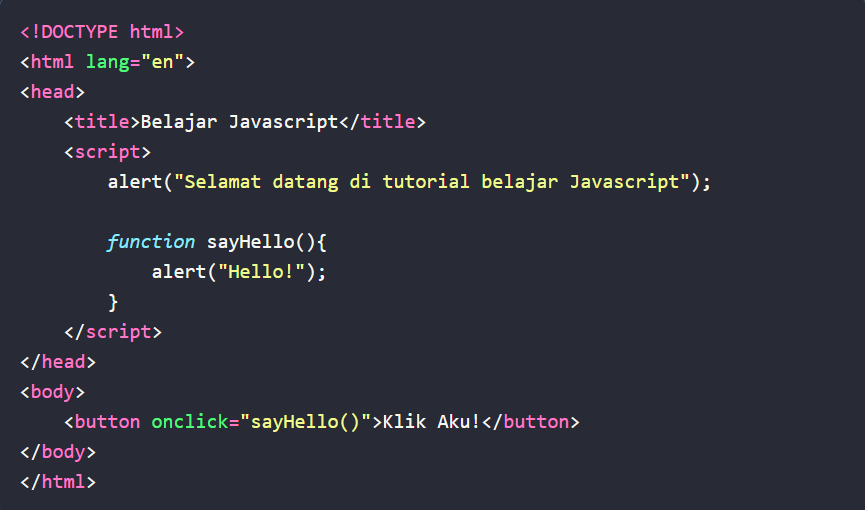 <!DOCTYPE html>
<html lang="en">
<head>
    <title>Belajar Javascript</title>
    <script>
        alert("Selamat datang di tutorial belajar Javascript");

        function sayHello(){
            alert("Hello!");
        }
    </script>
</head>
<body>
    <button onclick="sayHello()">Klik Aku!</button>
</body>
</html>